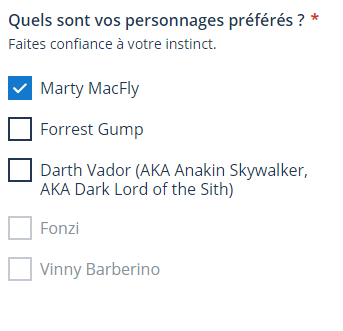 Quels sont vos personnages préférés ? *
Faites confiance à votre instinct.
Marty MacFly
Forrest Gump
Darth Vador (AKA Anakin Skywalker,
AKA Dark Lord of the Sith)
Fonzi
Vinny Barberino